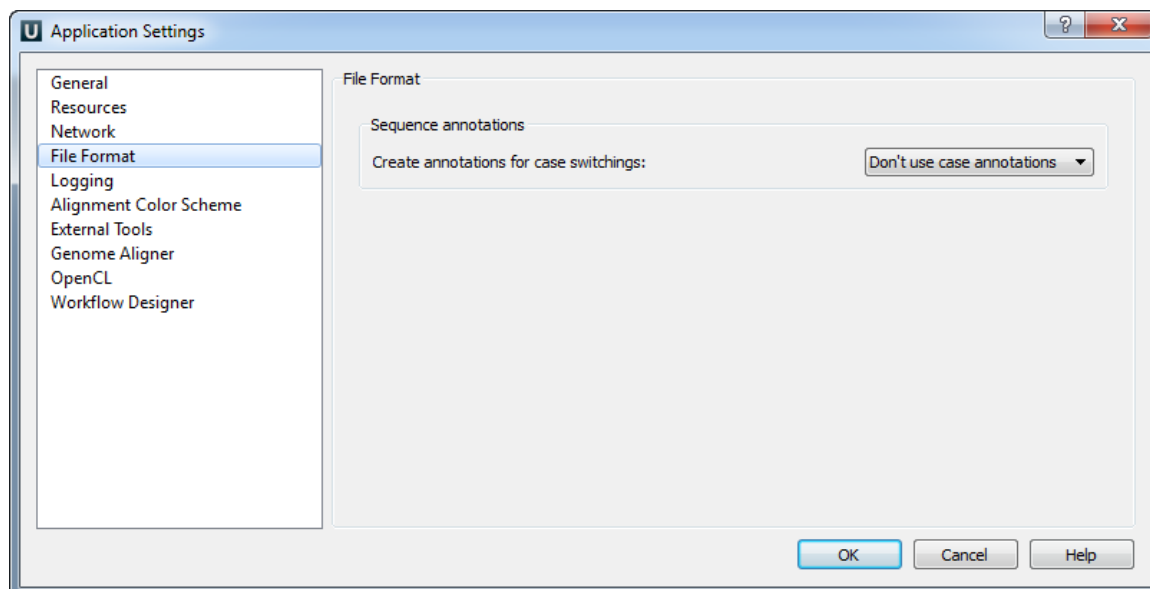 Application Settings
General
Resources
Network
File Format
Logging
Alignment Color Scheme
External Tools
Genome Aligner
OpenCL
Workflow Designer
File Format
Sequence annotations
Create annotations for case switchings: Don't use case annotations
OK Cancel Help